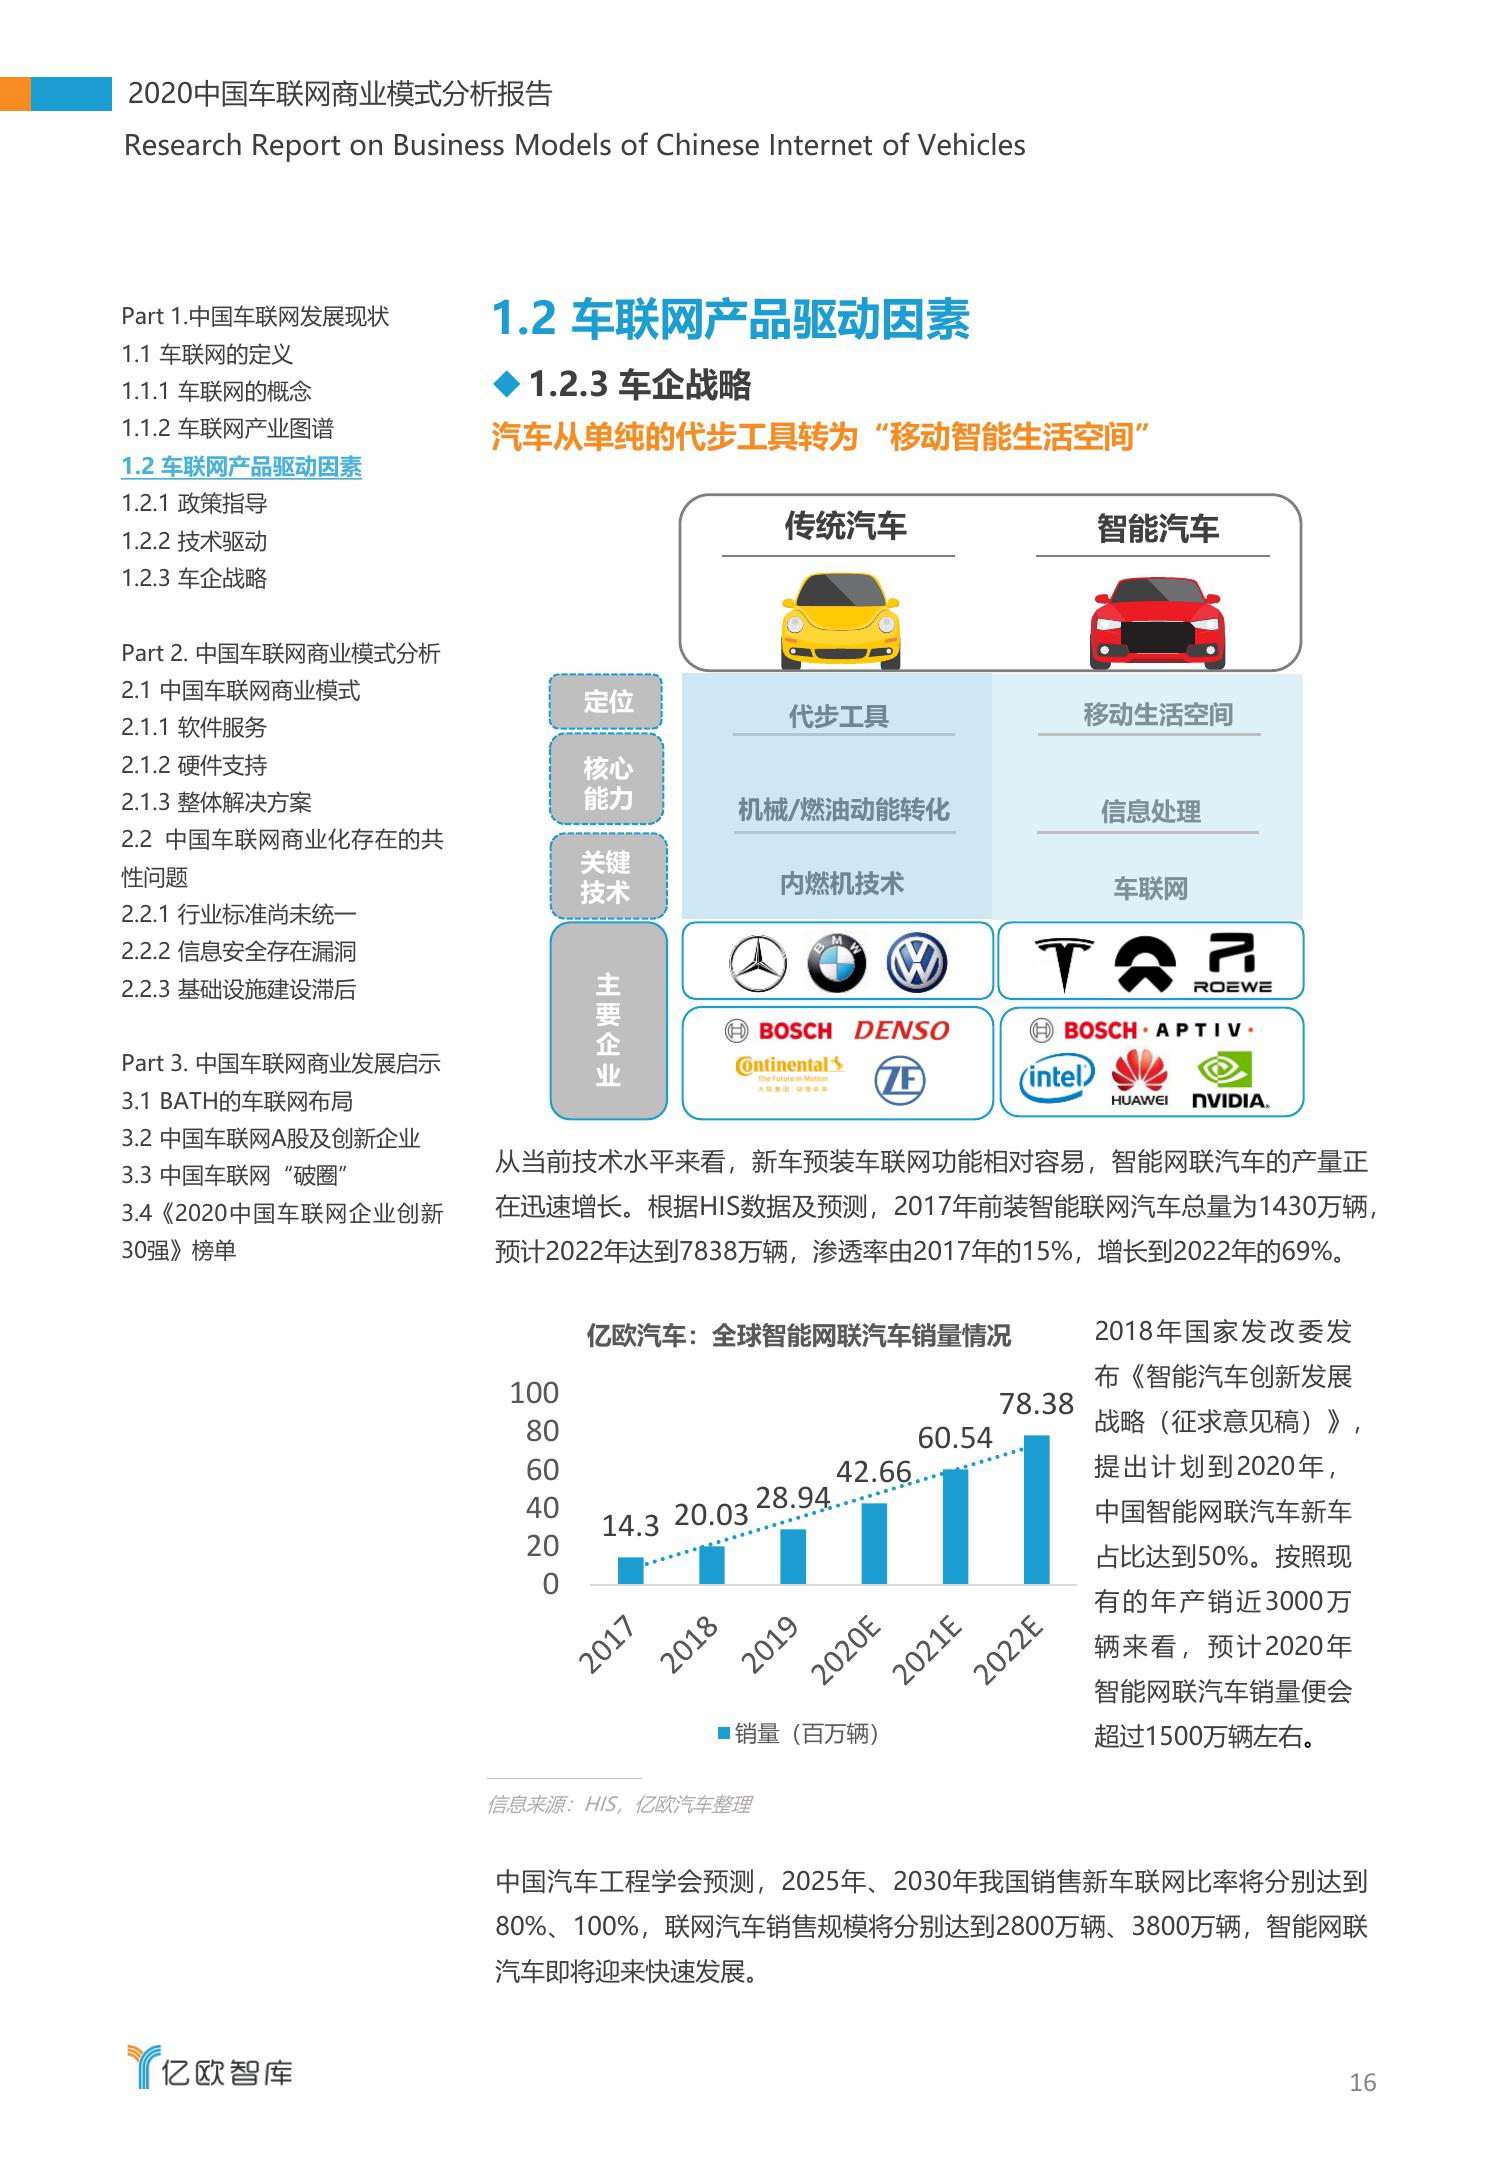 2020中国车联网商业模式分析报告
Research Report on Business Models of Chinese Internet of Vehicles
Part 1.中国车联网发展现状
1.1 车联网的定义
1.1.1 车联网的概念
1.1.2 车联网产业图谱
1.2 车联网产品驱动因素
1.2.1 政策指导
1.2.2 技术驱动
1.2.3 车企战略
Part 2. 中国车联网商业模式分析
2.1 中国车联网商业模式
2.1.1 软件服务
2.1.2 硬件支持
2.1.3 整体解决方案
2.2 中国车联网商业化存在的共
性问题
2.2.1 行业标准尚未统一
2.2.2 信息安全存在漏洞
2.2.3 基础设施建设滞后
Part 3. 中国车联网商业发展启示
3.1 BATH的车联网布局
3.2 中国车联网A股及创新企业
3.3 中国车联网“破圈”
3.4《2020中国车联网企业创新
30强》榜单
1.2 车联网产品驱动因素
1.2.3 车企战略
汽车从单纯的代步工具转为“移动智能生活空间”
传统汽车
智能汽车
定位
代步工具
移动生活空间
核心
能力
机械/燃油动能转化
信息处理
关键
技术
内燃机技术
车联网
主
要
企
业
BMW
ROEWE
BOSCH
DENSO
Continental
The Future in Motion
大陆集团 动悉未来
ZF
BOSCH
APTIV
intel
HUAWEI
NVIDIA.
从当前技术水平来看，新车预装车联网功能相对容易，智能网联汽车的产量正
在迅速增长。根据HIS数据及预测，2017年前装智能联网汽车总量为1430万辆，
预计2022年达到7838万辆，渗透率由2017年的15%，增长到2022年的69%。
亿欧汽车：全球智能网联汽车销量情况
100
80
60
40
20
0
14.3
20.03
28.94
42.66
60.54
78.38
2017
2018
2019
2020E
2021E
2022E
销量（百万辆）
2018年国家发改委发
布《智能汽车创新发展
战略（征求意见稿）》，
提出计划到2020年，
中国智能网联汽车新车
占比达到50%。按照现
有的年产销近3000万
辆来看，预计2020年
智能网联汽车销量便会
超过1500万辆左右。
信息来源：HIS，亿欧汽车整理
中国汽车工程学会预测，2025年、2030年我国销售新车联网比率将分别达到
80%、100%，联网汽车销售规模将分别达到2800万辆、3800万辆，智能网联
汽车即将迎来快速发展。
亿欧智库
16